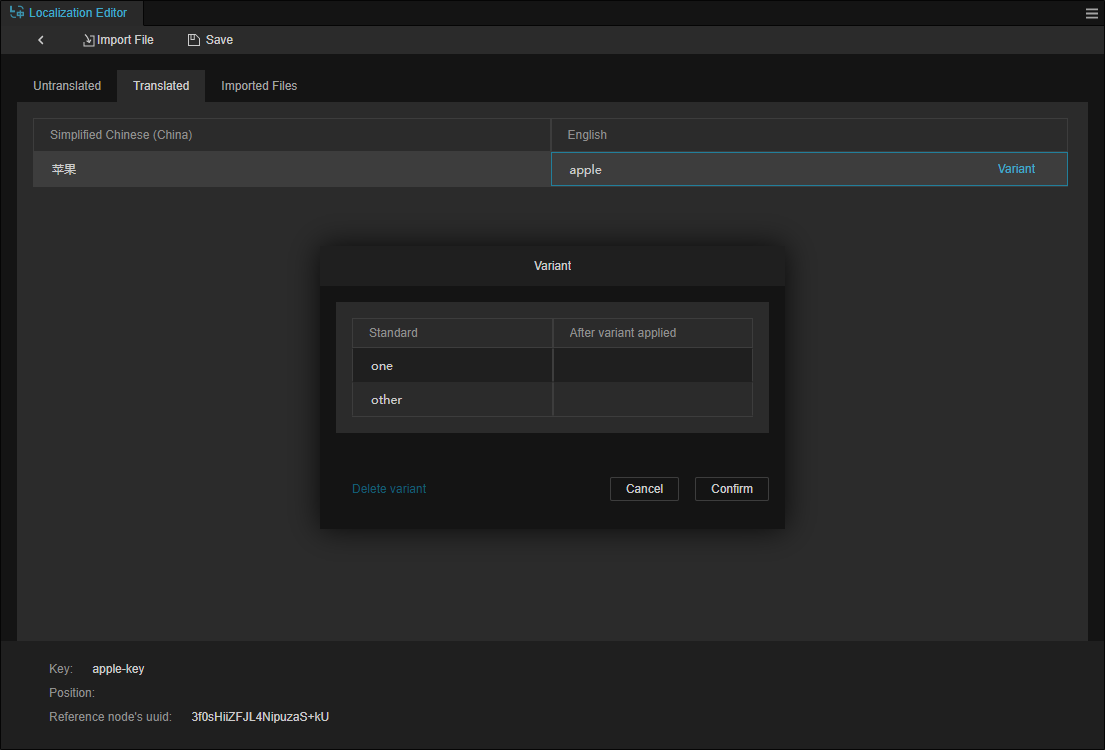 Localization Editor
Import File Save
Untranslated Translated Imported Files
Simplified Chinese (China) English
苹果 apple Variant
Variant
Standard After variant applied
one
other
Delete variant Cancel Confirm
Key: apple-key
Position:
Reference node's uuid: 3f0sHiiZFJL4NipuzaS+kU